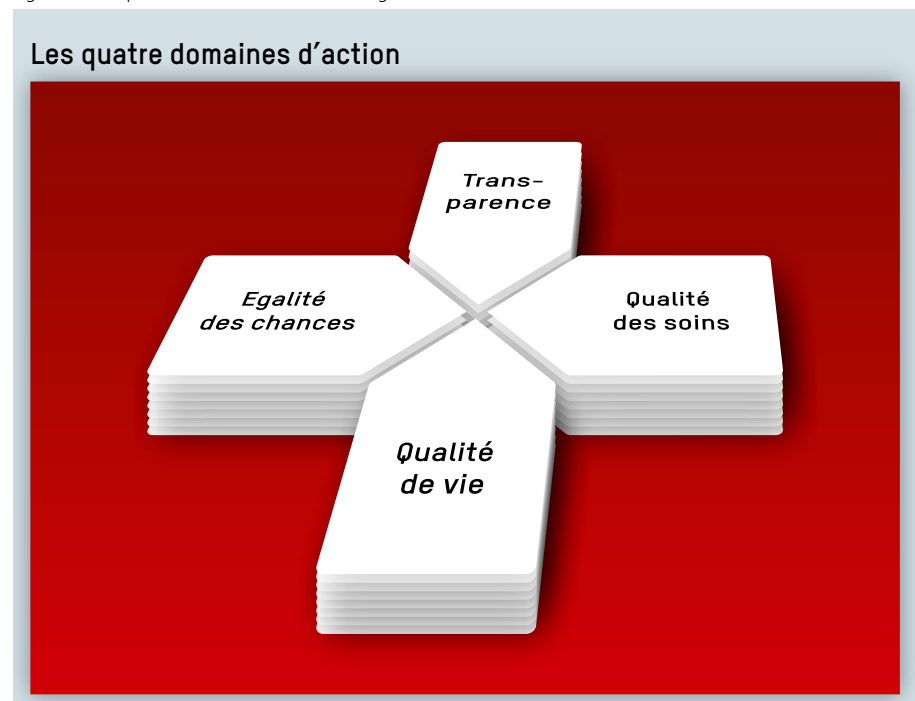 Les quatre domaines d'action
Trans-
parence
Egalité
des chances
Qualité
des soins
Qualité
de vie